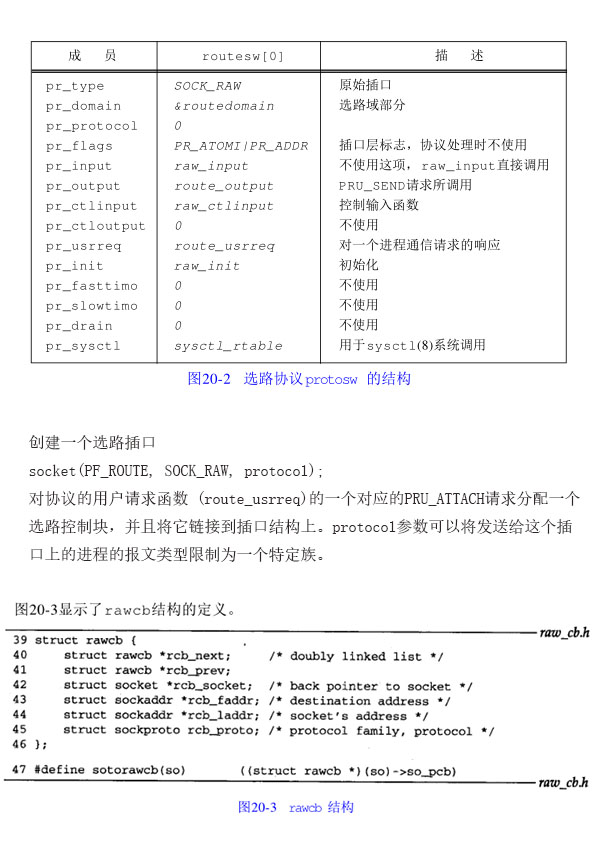 成 员 routesw[0] 描 述
pr_type SOCK_RAW 原始插口
pr_domain &routedomain 选路域部分
pr_protocol 0
pr_flags PR_ATOMI|PR_ADDR 插口层标志，协议处理时不使用
pr_input raw_input 不使用这项，raw_input直接调用
pr_output route_output PRU_SEND请求所调用
pr_ctlinput raw_ctlinput 控制输入函数
pr_ctloutput 0 不使用
pr_usrreq route_usrreq 对一个进程通信请求的响应
pr_init raw_init 初始化
pr_fasttimo 0 不使用
pr_slowtimo 0 不使用
pr_drain 0 不使用
pr_sysctl sysctl_rtable 用于sysctl(8)系统调用
图20-2 选路协议protosw 的结构
创建一个选路插口
socket(PF_ROUTE, SOCK_RAW, protocol);
对协议的用户请求函数 (route_usrreq)的一个对应的PRU_ATTACH请求分配一个
选路控制块，并且将它链接到插口结构上。protocol参数可以将发送给这个插
口上的进程的报文类型限制为一个特定族。
图20-3显示了rawcb结构的定义。
raw_cb.h
39 struct rawcb {
40 struct rawcb *rcb_next; /* doubly linked list */
41 struct rawcb *rcb_prev;
42 struct socket *rcb_socket; /* back pointer to socket */
43 struct sockaddr *rcb_faddr; /* destination address */
44 struct sockaddr *rcb_laddr; /* socket's address */
45 struct sockproto rcb_proto; /* protocol family, protocol */
46 };
47 #define sotorawcb(so) ((struct rawcb *)(so)->so_pcb)
raw_cb.h
图20-3 rawcb 结构